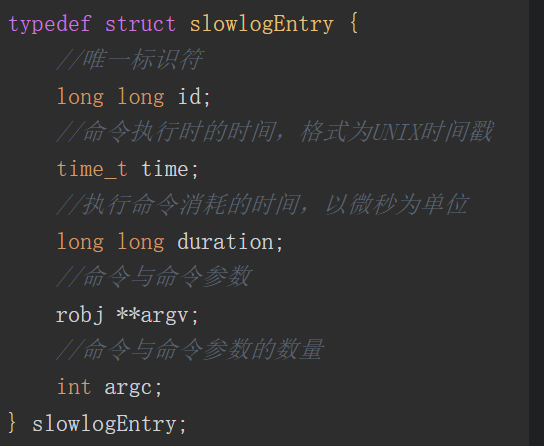 typedef struct slowlogEntry {
    //唯一标识符
    long long id;
    //命令执行时的时间，格式为UNIX时间戳
    time_t time;
    //执行命令消耗的时间，以微秒为单位
    long long duration;
    //命令与命令参数
    robj **argv;
    //命令与命令参数的数量
    int argc;
} slowlogEntry;